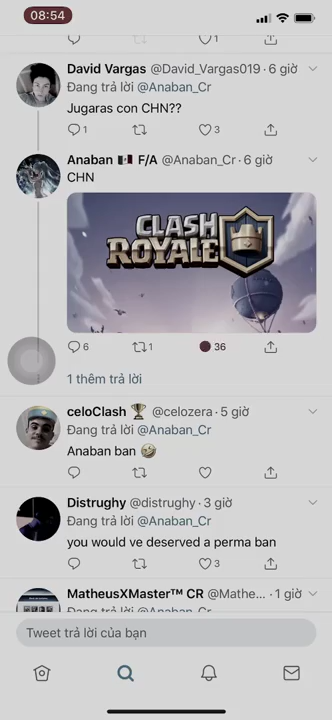 08:54
1
David Vargas @David_Vargas019 · 6 giờ
Đang trả lời @Anaban_Cr
Jugaras con CHN??
1 3
Anaban 🇲🇽 F/A @Anaban_Cr · 6 giờ
CHN
CLASH
ROYALE
6 1 36
1 thêm trả lời
celoClash 🏆 @celozera · 5 giờ
Đang trả lời @Anaban_Cr
Anaban ban 🤣
Distrughy @distrughy · 3 giờ
Đang trả lời @Anaban_Cr
you would ve deserved a perma ban
3
MatheusXMaster™ CR @Mathe... · 1 giờ
Đang trả lời @Anaban_Cr
Tweet trả lời của bạn